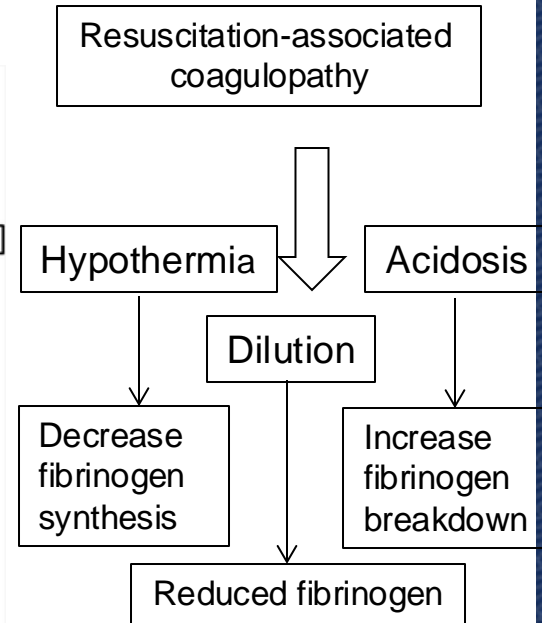 Resuscitation-associated
coagulopathy
Hypothermia
Acidosis
Dilution
Decrease
fibrinogen
synthesis
Increase
fibrinogen
breakdown
Reduced fibrinogen